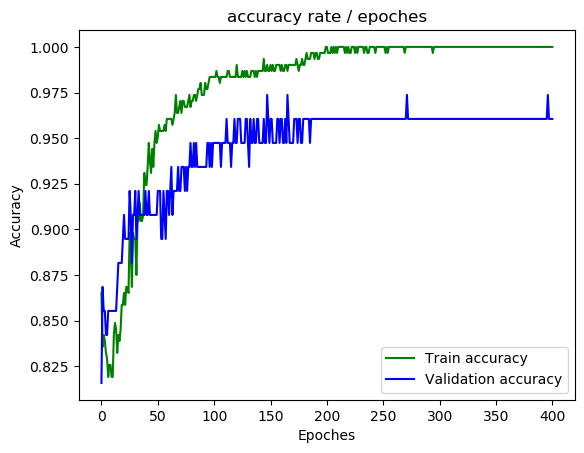 accuracy rate / epoches
1.000
0.975
0.950
0.925
0.900
0.875
0.850
0.825
Accuracy
0 50 100 150 200 250 300 350 400
Epoches
Train accuracy
Validation accuracy